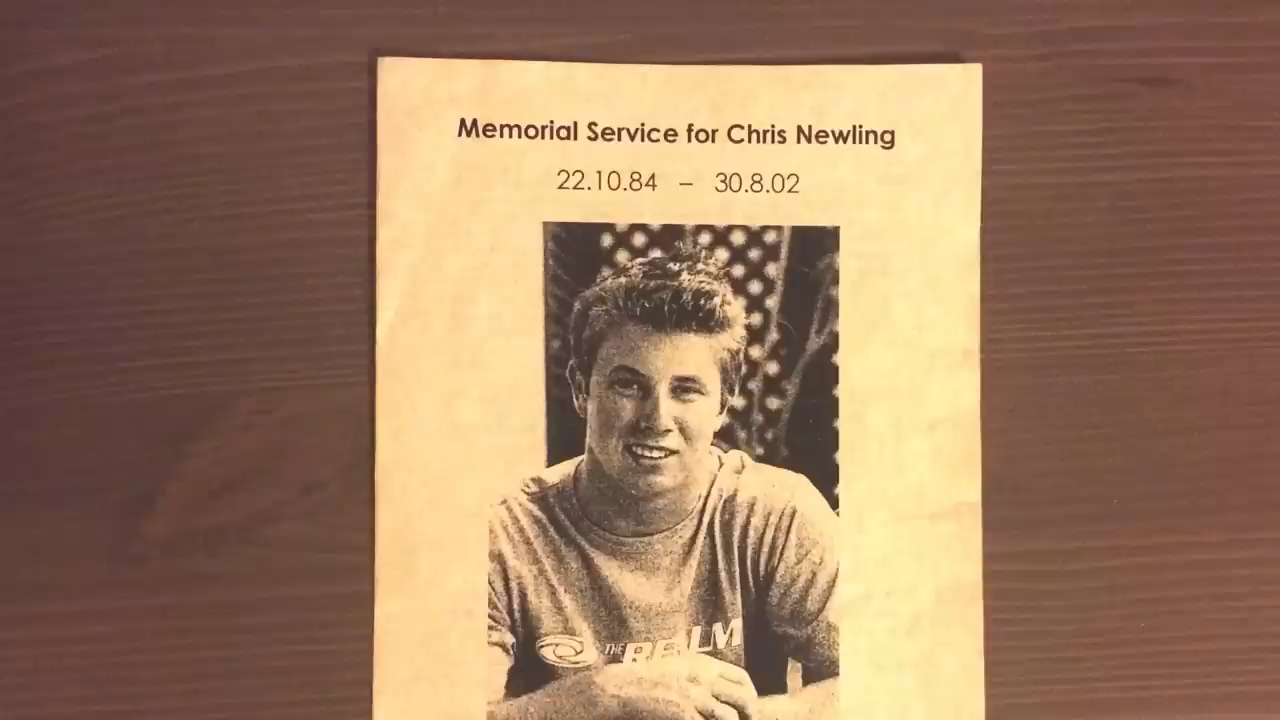 Memorial Service for Chris Newling
22.10.84 – 30.8.02
THE REALM